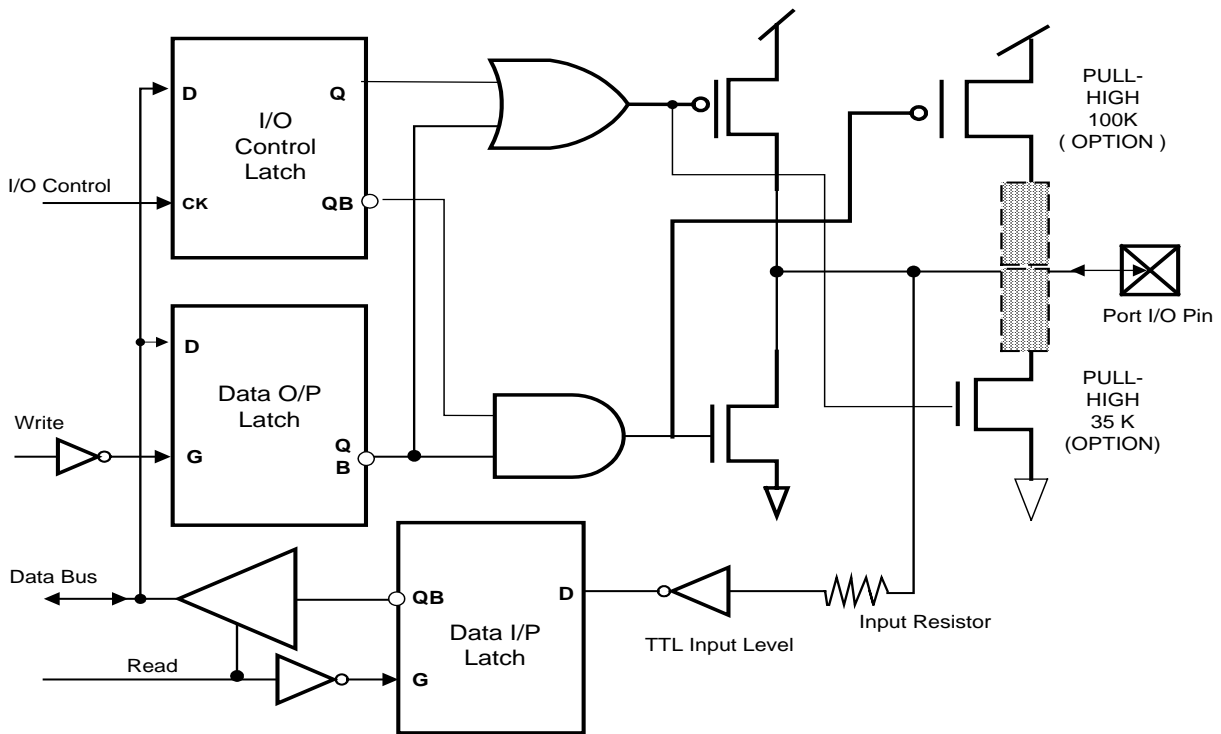 D
Q
I/O
Control
Latch
I/O Control
CK
QB
PULL-
HIGH
100K
( OPTION )
Port I/O Pin
D
Data O/P
Latch
Write
G
Q
B
PULL-
HIGH
35 K
(OPTION)
Data Bus
QB
D
Data I/P
Latch
TTL Input Level
Input Resistor
Read
G